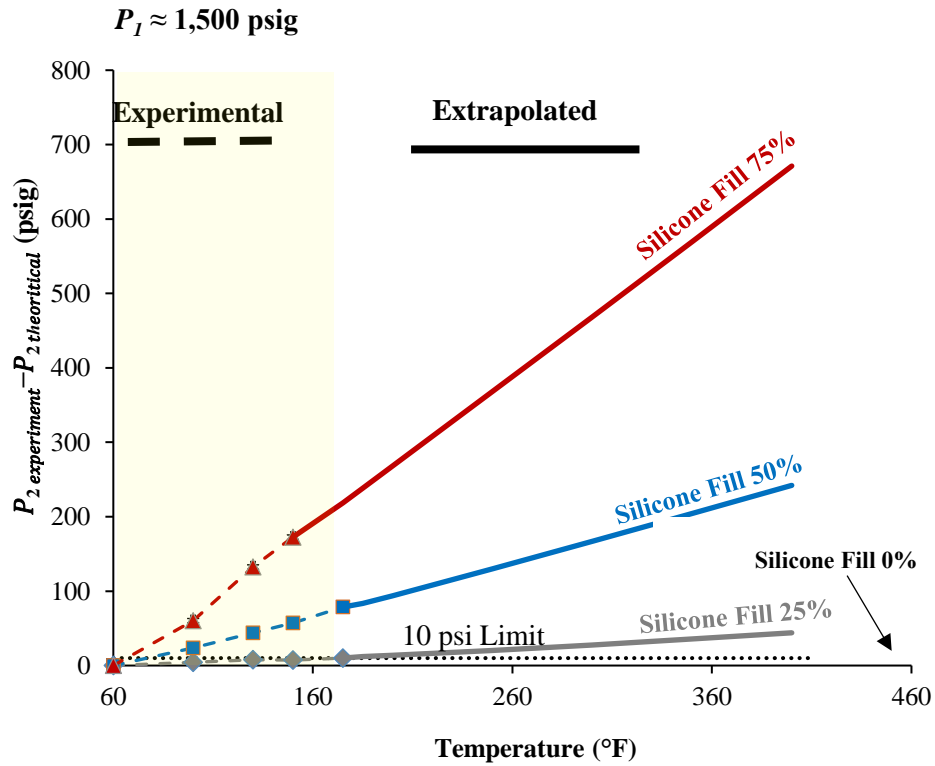 P1 ≈ 1,500 psig
800
700
600
500
400
300
200
100
0
P2 experiment−P2 theoritical (psig)
Experimental
Extrapolated
Silicone Fill 75%
Silicone Fill 50%
Silicone Fill 0%
Silicone Fill 25%
10 psi Limit
60
160
260
360
460
Temperature (°F)